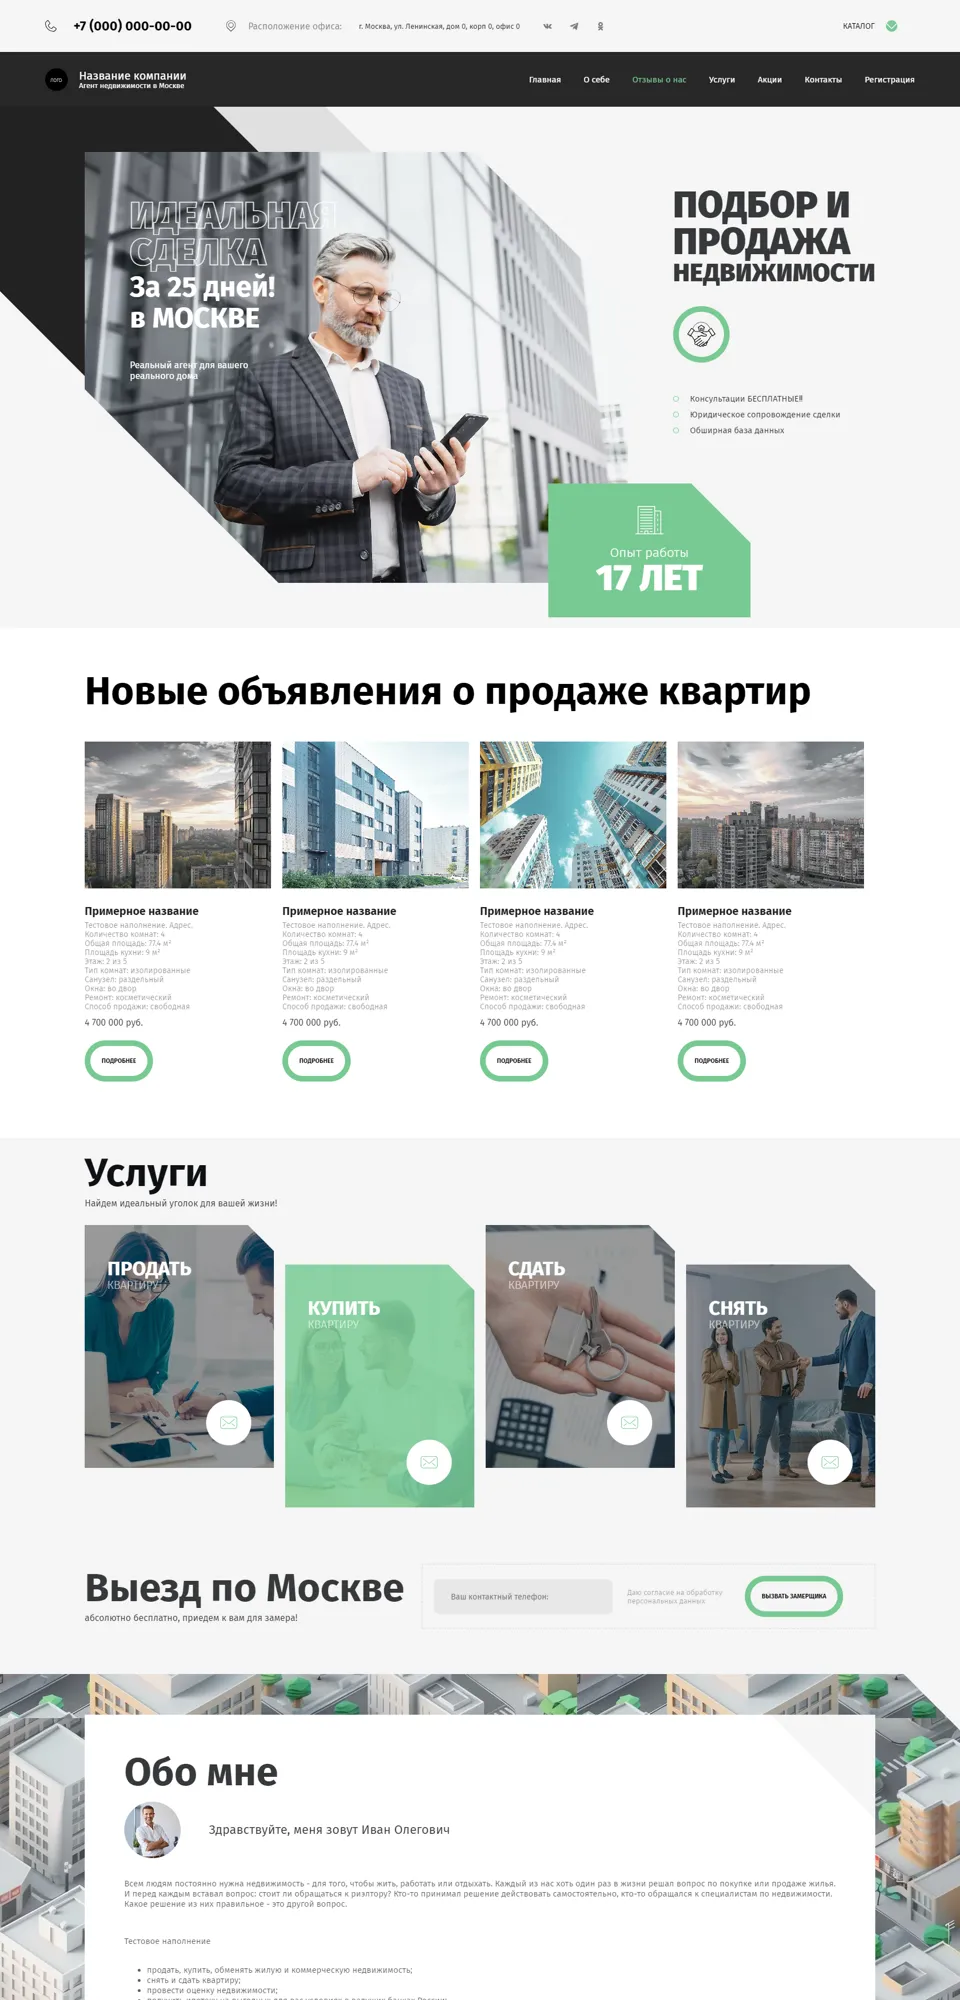 +7 (000) 000-00-00
Расположение офиса:
г. Москва, ул. Ленинская, дом 0, корп 0, офис 0
КАТАЛОГ
ЛОГО
Название компании
Агент недвижимости в Москве
Главная
О себе
Отзывы о нас
Услуги
Акции
Контакты
Регистрация
ИДЕАЛЬНАЯ
СДЕЛКА
За 25 дней!
в МОСКВЕ
Реальный агент для вашего
реального дома
ПОДБОР И
ПРОДАЖА
НЕДВИЖИМОСТИ
Консультации БЕСПЛАТНЫЕ!!
Юридическое сопровождение сделки
Обширная база данных
Опыт работы
17 ЛЕТ
Новые объявления о продаже квартир
Примерное название
Тестовое наполнение. Адрес.
Количество комнат: 4
Общая площадь: 77.4 м²
Площадь кухни: 9 м²
Этаж: 2 из 5
Тип комнат: изолированные
Санузел: раздельный
Окна: во двор
Ремонт: косметический
Способ продажи: свободная
4 700 000 руб.
ПОДРОБНЕЕ
Примерное название
Тестовое наполнение. Адрес.
Количество комнат: 4
Общая площадь: 77.4 м²
Площадь кухни: 9 м²
Этаж: 2 из 5
Тип комнат: изолированные
Санузел: раздельный
Окна: во двор
Ремонт: косметический
Способ продажи: свободная
4 700 000 руб.
ПОДРОБНЕЕ
Примерное название
Тестовое наполнение. Адрес.
Количество комнат: 4
Общая площадь: 77.4 м²
Площадь кухни: 9 м²
Этаж: 2 из 5
Тип комнат: изолированные
Санузел: раздельный
Окна: во двор
Ремонт: косметический
Способ продажи: свободная
4 700 000 руб.
ПОДРОБНЕЕ
Примерное название
Тестовое наполнение. Адрес.
Количество комнат: 4
Общая площадь: 77.4 м²
Площадь кухни: 9 м²
Этаж: 2 из 5
Тип комнат: изолированные
Санузел: раздельный
Окна: во двор
Ремонт: косметический
Способ продажи: свободная
4 700 000 руб.
ПОДРОБНЕЕ
Услуги
Найдем идеальный уголок для вашей жизни!
ПРОДАТЬ
КВАРТИРУ
КУПИТЬ
КВАРТИРУ
СДАТЬ
КВАРТИРУ
СНЯТЬ
КВАРТИРУ
Выезд по Москве
абсолютно бесплатно, приедем к вам для замера!
Ваш контактный телефон:
Даю согласие на обработку
персональных данных
ВЫЗВАТЬ ЗАМЕРЩИКА
Обо мне
Здравствуйте, меня зовут Иван Олегович
Всем людям постоянно нужна недвижимость - для того, чтобы жить, работать или отдыхать. Каждый из нас хоть один раз в жизни решал вопрос по покупке или продаже жилья.
И перед каждым вставал вопрос: стоит ли обращаться к риэлтору? Кто-то принимал решение действовать самостоятельно, кто-то обращался к специалистам по недвижимости.
Какое решение из них правильное - это другой вопрос.
Тестовое наполнение
продать, купить, обменять жилую и коммерческую недвижимость;
снять и сдать квартиру;
провести оценку недвижимости;